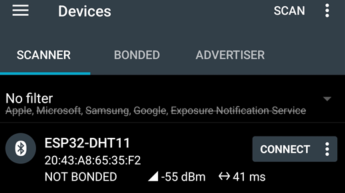 Devices SCAN
SCANNER BONDED ADVERTISER
No filter
Apple, Microsoft, Samsung, Google, Exposure Notification Service
ESP32-DHT11
20:43:A8:65:35:F2
CONNECT
NOT BONDED -55 dBm ↔ 41 ms